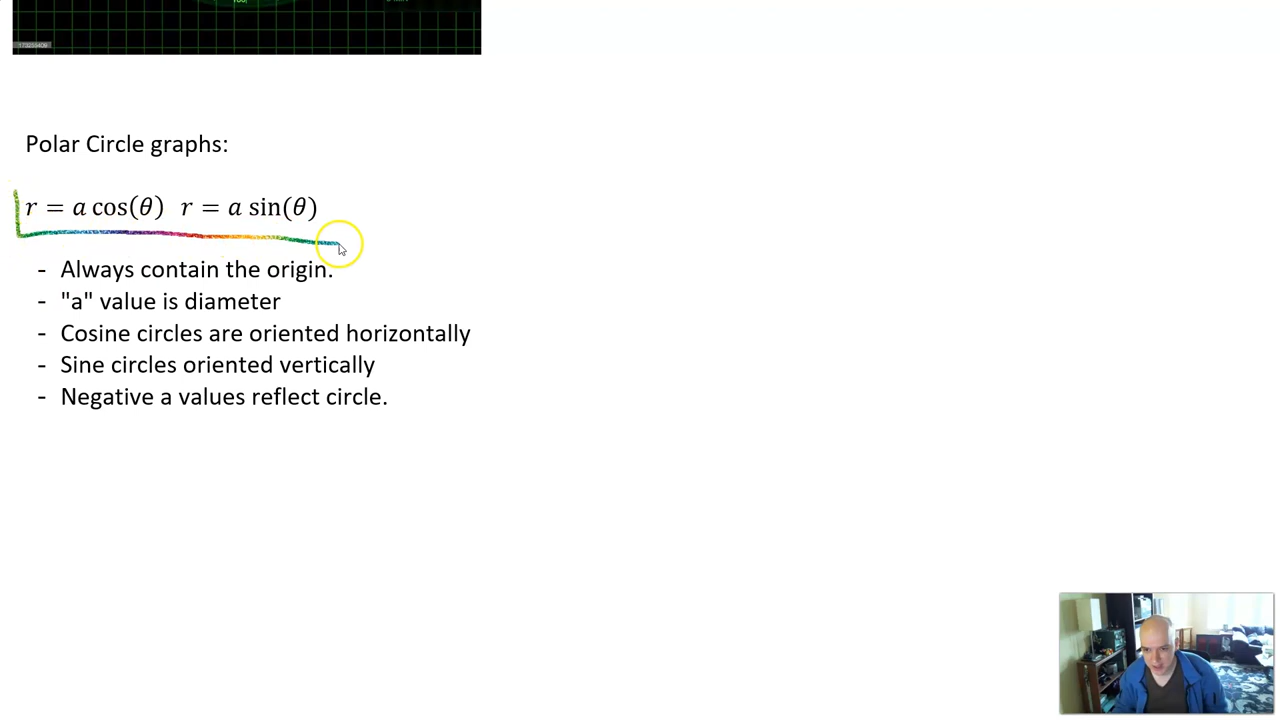 Polar Circle graphs:
r = a cos(θ) r = a sin(θ)
- Always contain the origin.
- "a" value is diameter
- Cosine circles are oriented horizontally
- Sine circles oriented vertically
- Negative a values reflect circle.